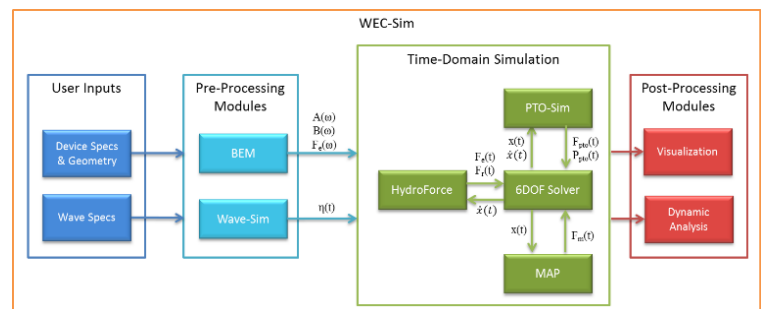 WEC-Sim
User Inputs
Device Specs
& Geometry
Wave Specs
Pre-Processing
Modules
BEM
Wave-Sim
A(ω)
B(ω)
Fe(ω)
η(t)
Time-Domain Simulation
PTO-Sim
x(t)
ẋ(t)
Fpto(t)
Ppto(t)
HydroForce
Fe(t)
Fr(t)
ẋ(t)
6DOF Solver
x(t)
Fm(t)
MAP
Post-Processing
Modules
Visualization
Dynamic
Analysis